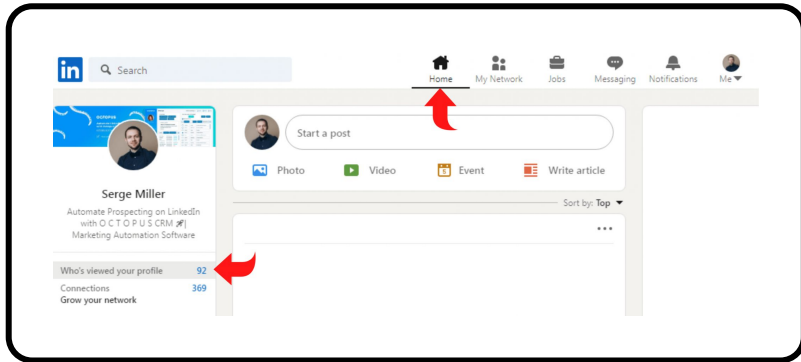 in
Search
Home
My Network
Jobs
Messaging
Notifications
Me
OCTOPUS
Start a post
Photo
Video
Event
Write article
Serge Miller
Automate Prospecting on LinkedIn
with O C T O P U S CRM 🚀|
Marketing Automation Software
Sort by: Top
Who's viewed your profile 92
Connections 369
Grow your network